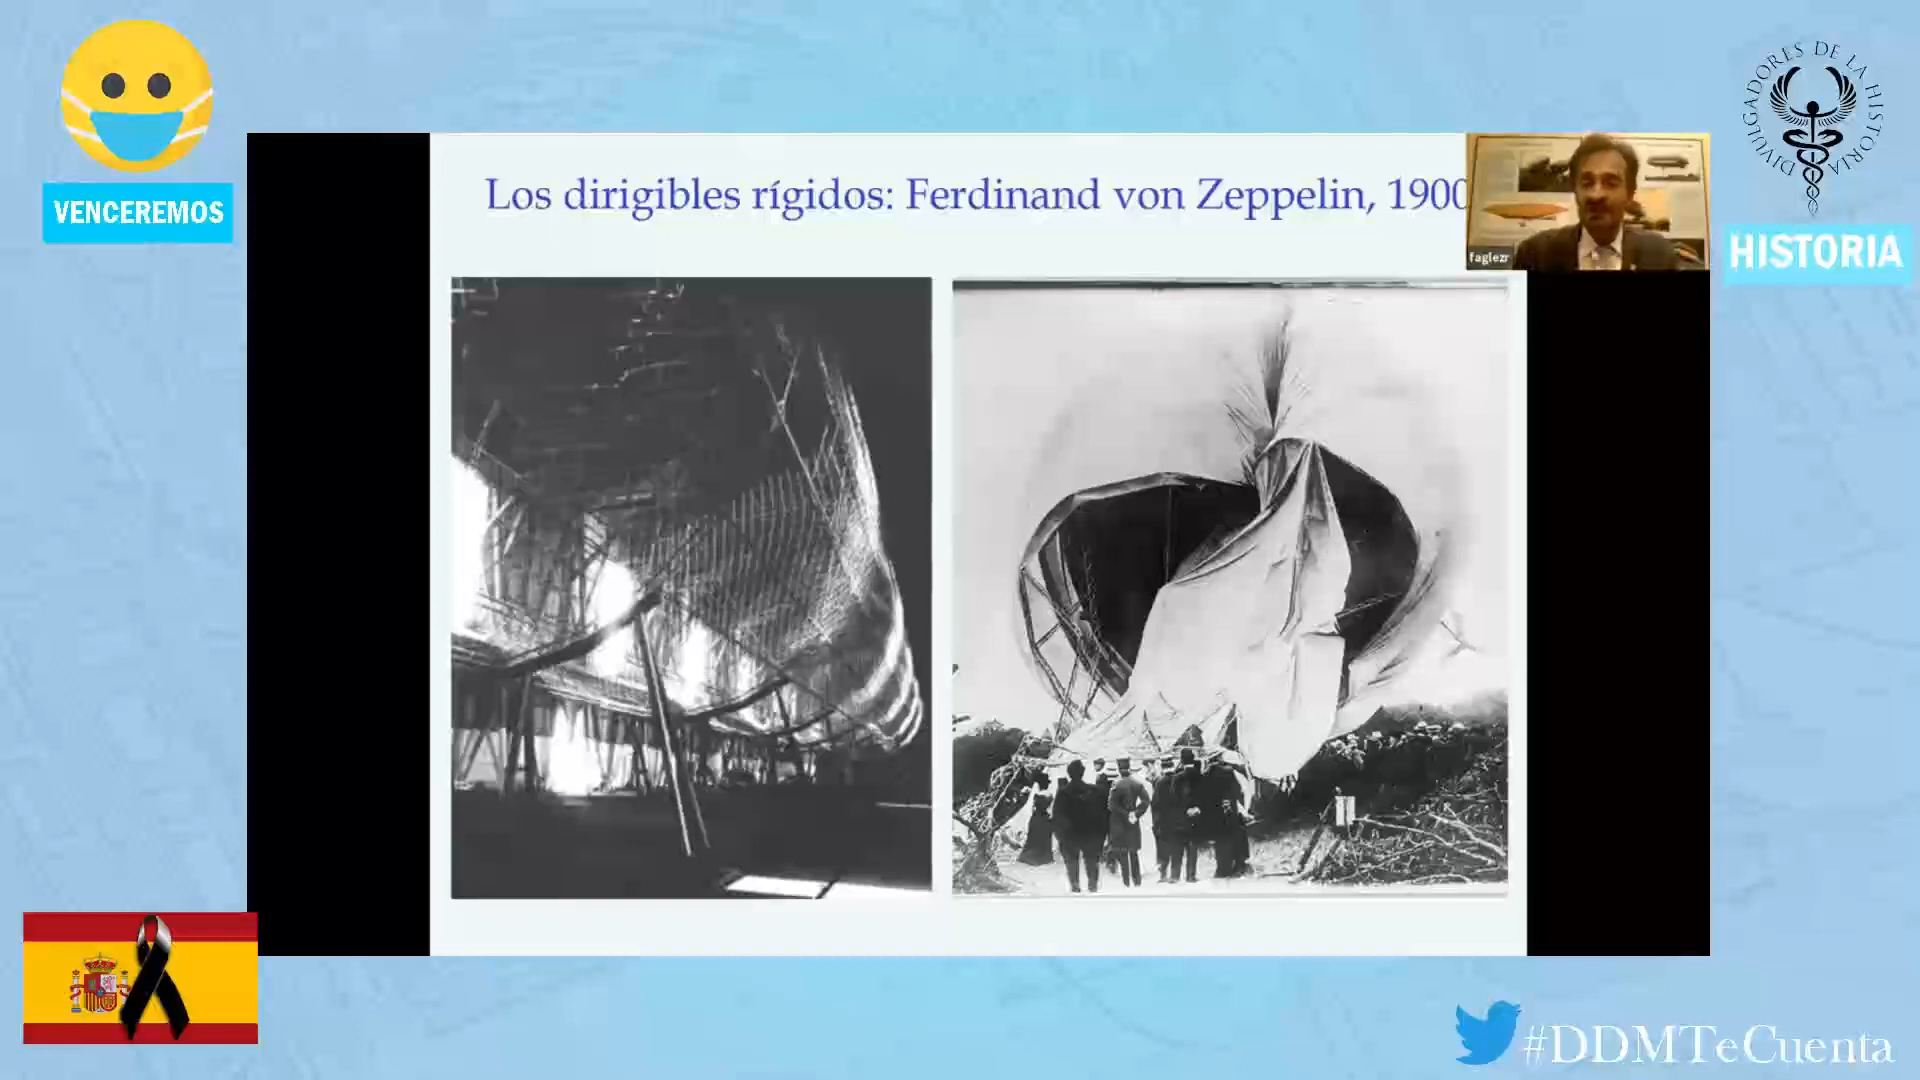 VENCEREMOS
Los dirigibles rígidos: Ferdinand von Zeppelin, 1900
faglezr
DIVULGADORES DE LA HISTORIA
HISTORIA
#DDMTeCuenta